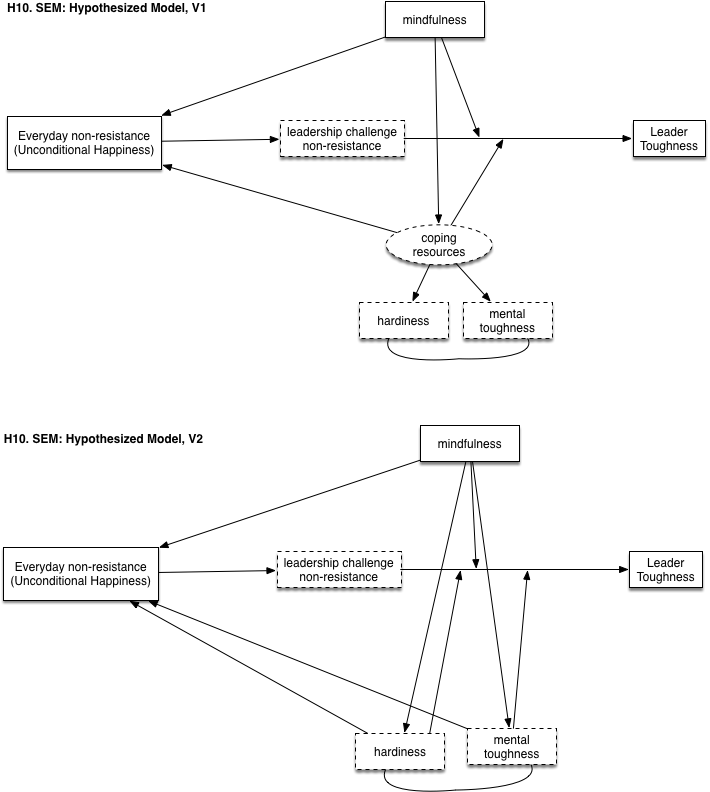 H10. SEM: Hypothesized Model, V1
mindfulness
Everyday non-resistance
(Unconditional Happiness)
leadership challenge
non-resistance
Leader
Toughness
coping
resources
hardiness
mental
toughness
H10. SEM: Hypothesized Model, V2
mindfulness
Everyday non-resistance
(Unconditional Happiness)
leadership challenge
non-resistance
Leader
Toughness
hardiness
mental
toughness